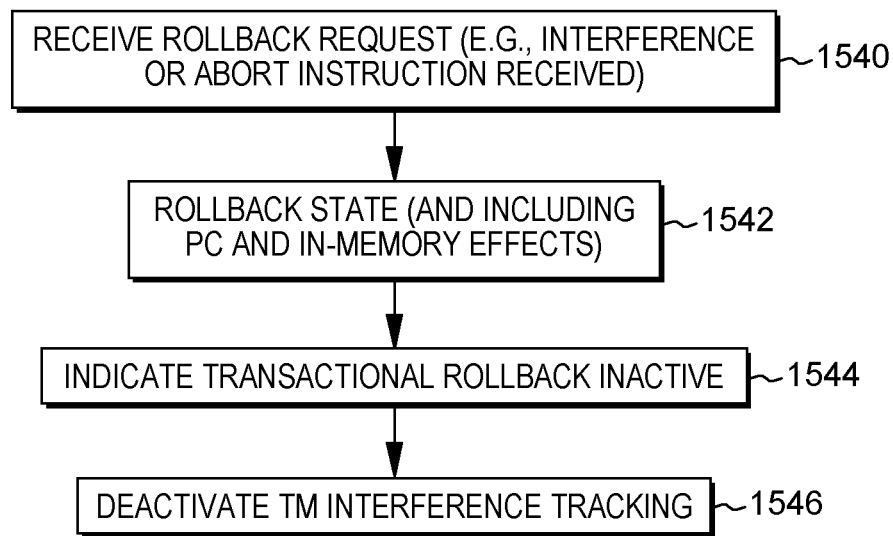 RECEIVE ROLLBACK REQUEST (E.G., INTERFERENCE
OR ABORT INSTRUCTION RECEIVED)
1540
ROLLBACK STATE (AND INCLUDING
PC AND IN-MEMORY EFFECTS)
1542
INDICATE TRANSACTIONAL ROLLBACK INACTIVE
1544
DEACTIVATE TM INTERFERENCE TRACKING
1546